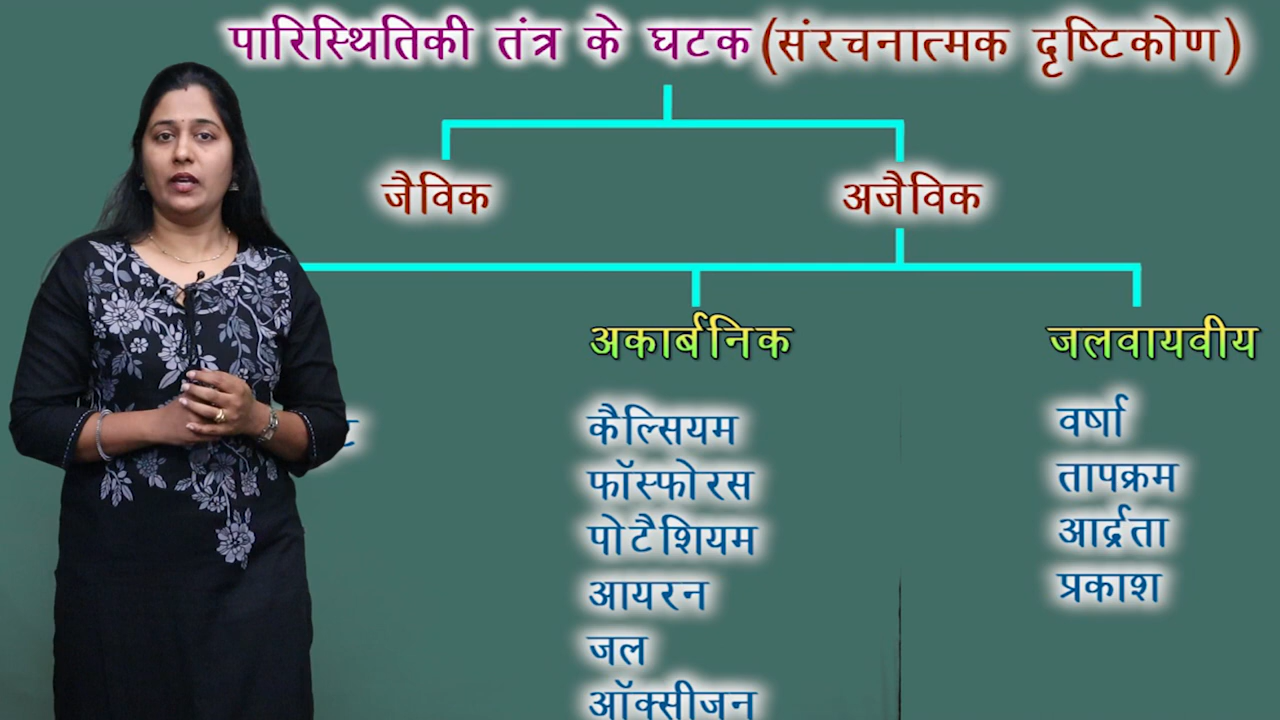 पारिस्थितिकी तंत्र के घटक (संरचनात्मक दृष्टिकोण)
जैविक अजैविक
अकार्बनिक जलवायवीय
कैल्सियम
फॉस्फोरस
पोटैशियम
आयरन
जल
ऑक्सीजन
वर्षा
तापक्रम
आर्द्रता
प्रकाश